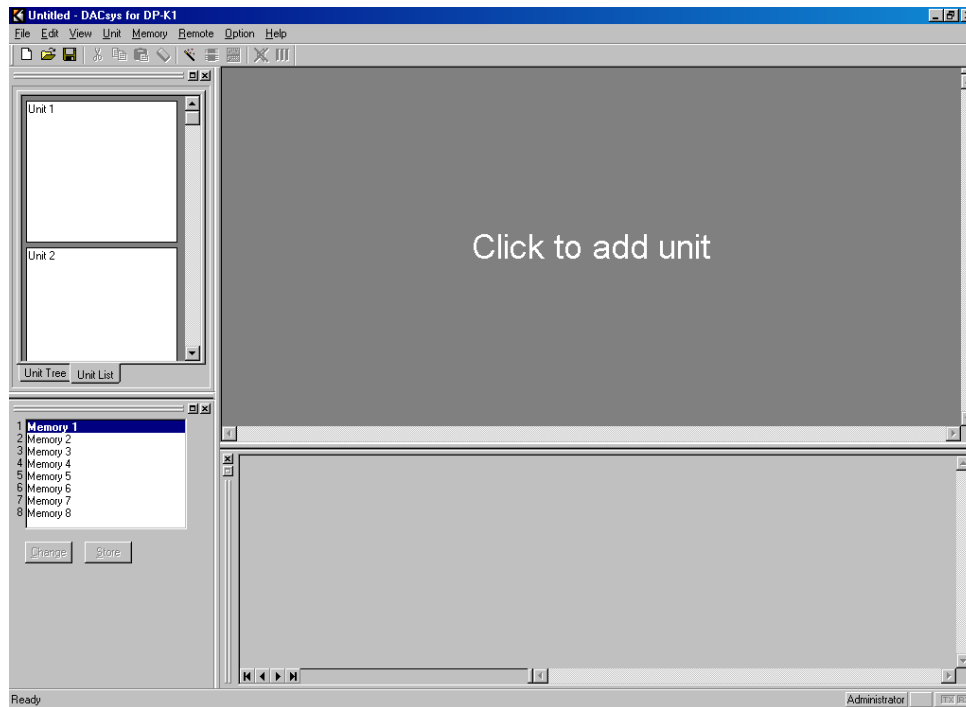 Untitled - DACsys for DP-K1
File Edit View Unit Memory Remote Option Help
Unit 1
Unit 2
Unit Tree Unit List
Click to add unit
1 Memory 1
2 Memory 2
3 Memory 3
4 Memory 4
5 Memory 5
6 Memory 6
7 Memory 7
8 Memory 8
Change Store
Ready Administrator TX